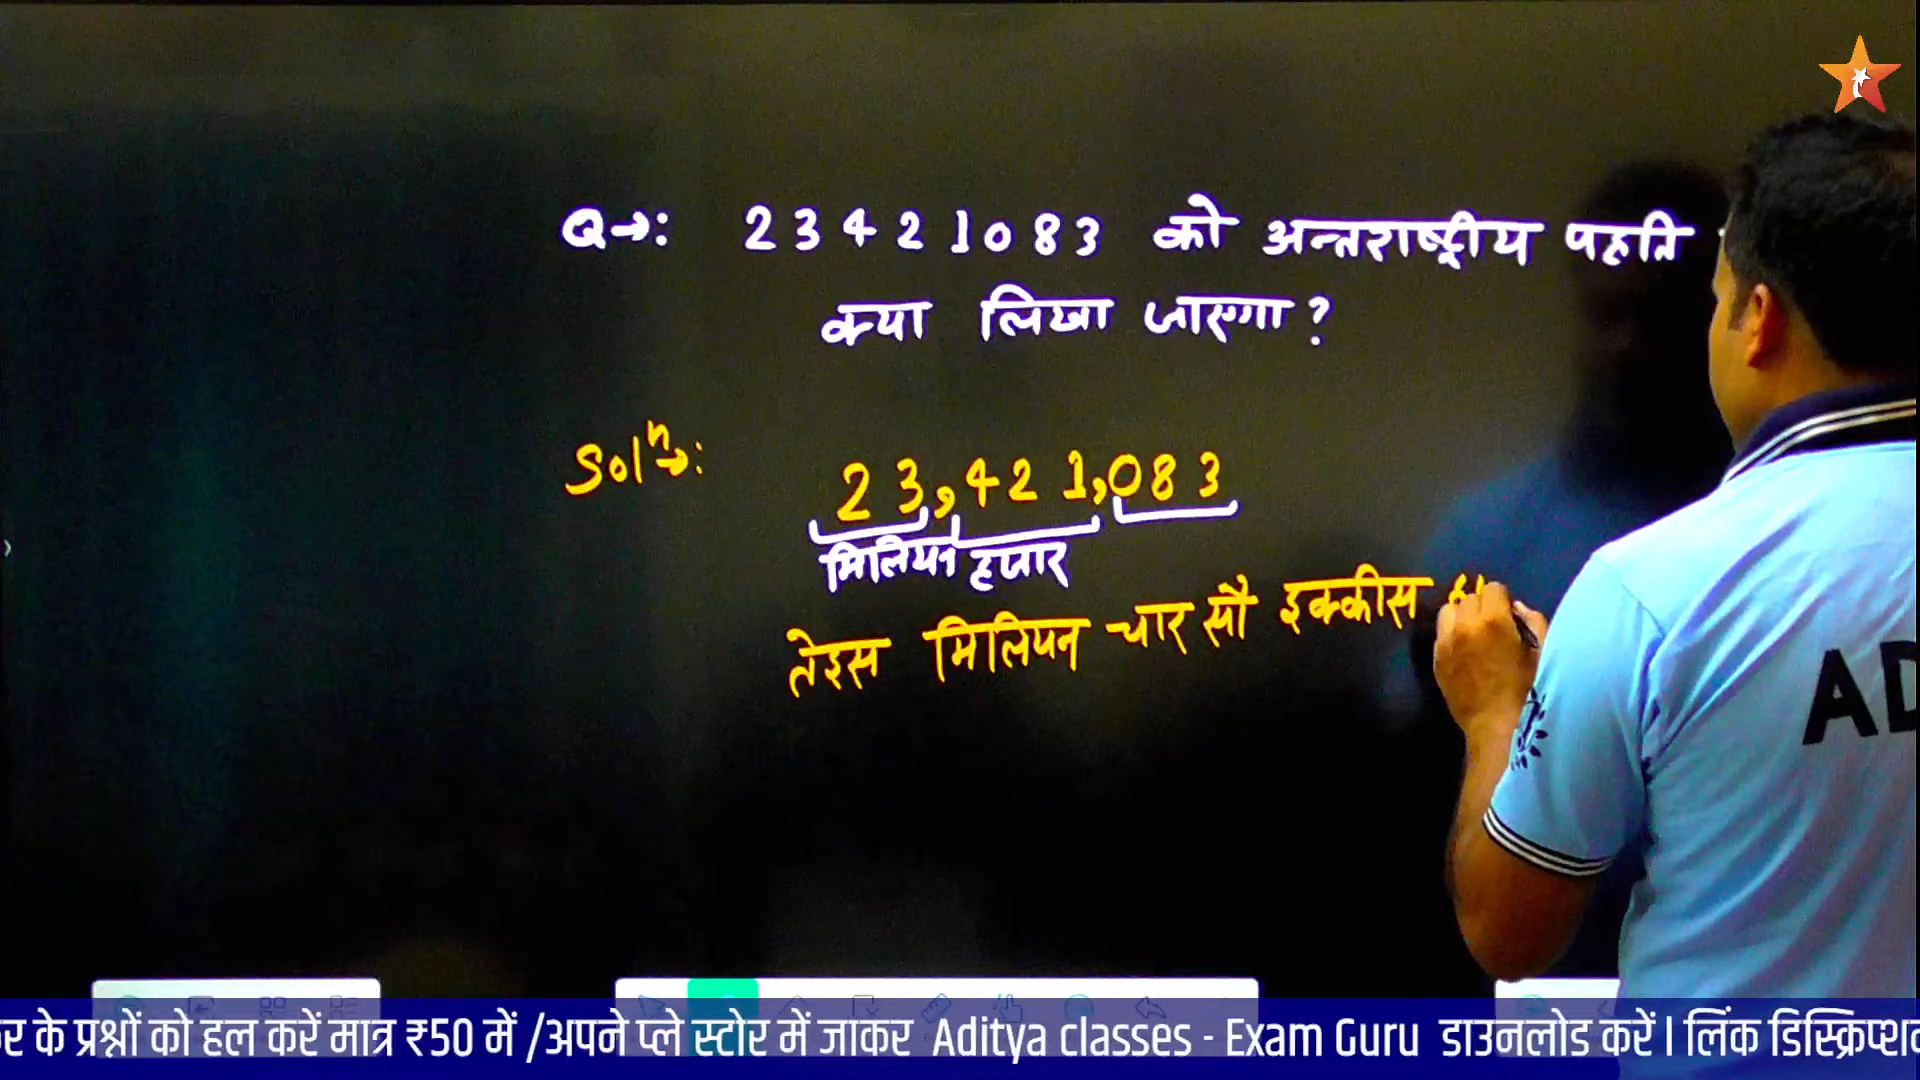 Q→: 23421083 को अन्तराष्ट्रीय पद्धति
क्या लिखा जाएगा ?
Solⁿ→: 23,421,083
मिलियन हजार
तेइस मिलियन चार सौ इक्कीस
AD
र के प्रश्नों को हल करें मात्र ₹50 में /अपने प्ले स्टोर में जाकर Aditya classes - Exam Guru डाउनलोड करें। लिंक